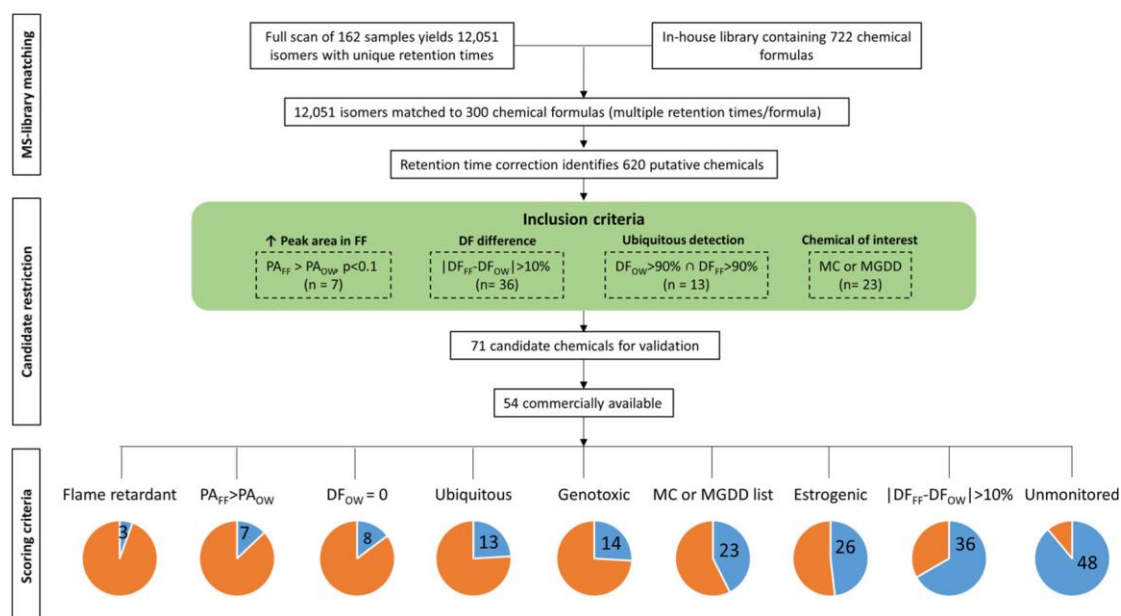 MS-library matching
Full scan of 162 samples yields 12,051
isomers with unique retention times
In-house library containing 722 chemical
formulas
12,051 isomers matched to 300 chemical formulas (multiple retention times/formula)
Retention time correction identifies 620 putative chemicals
Candidate restriction
Inclusion criteria
↑ Peak area in FF
PA_FF > PA_OW, p<0.1
(n = 7)
DF difference
|DF_FF-DF_OW|>10%
(n= 36)
Ubiquitous detection
DF_OW>90% ∩ DF_FF>90%
(n = 13)
Chemical of interest
MC or MGDD
(n= 23)
71 candidate chemicals for validation
54 commercially available
Scoring criteria
Flame retardant
3
PA_FF>PA_OW
7
DF_OW = 0
8
Ubiquitous
13
Genotoxic
14
MC or MGDD list
23
Estrogenic
26
|DF_FF-DF_OW|>10%
36
Unmonitored
48